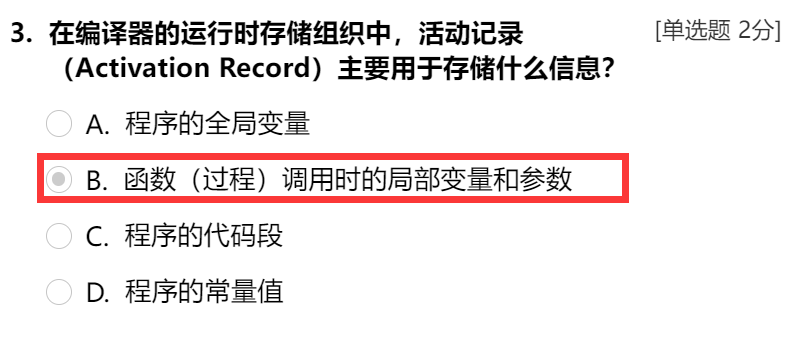 3. 在编译器的运行时存储组织中，活动记录 [单选题 2分]
（Activation Record）主要用于存储什么信息？
A. 程序的全局变量
B. 函数（过程）调用时的局部变量和参数
C. 程序的代码段
D. 程序的常量值